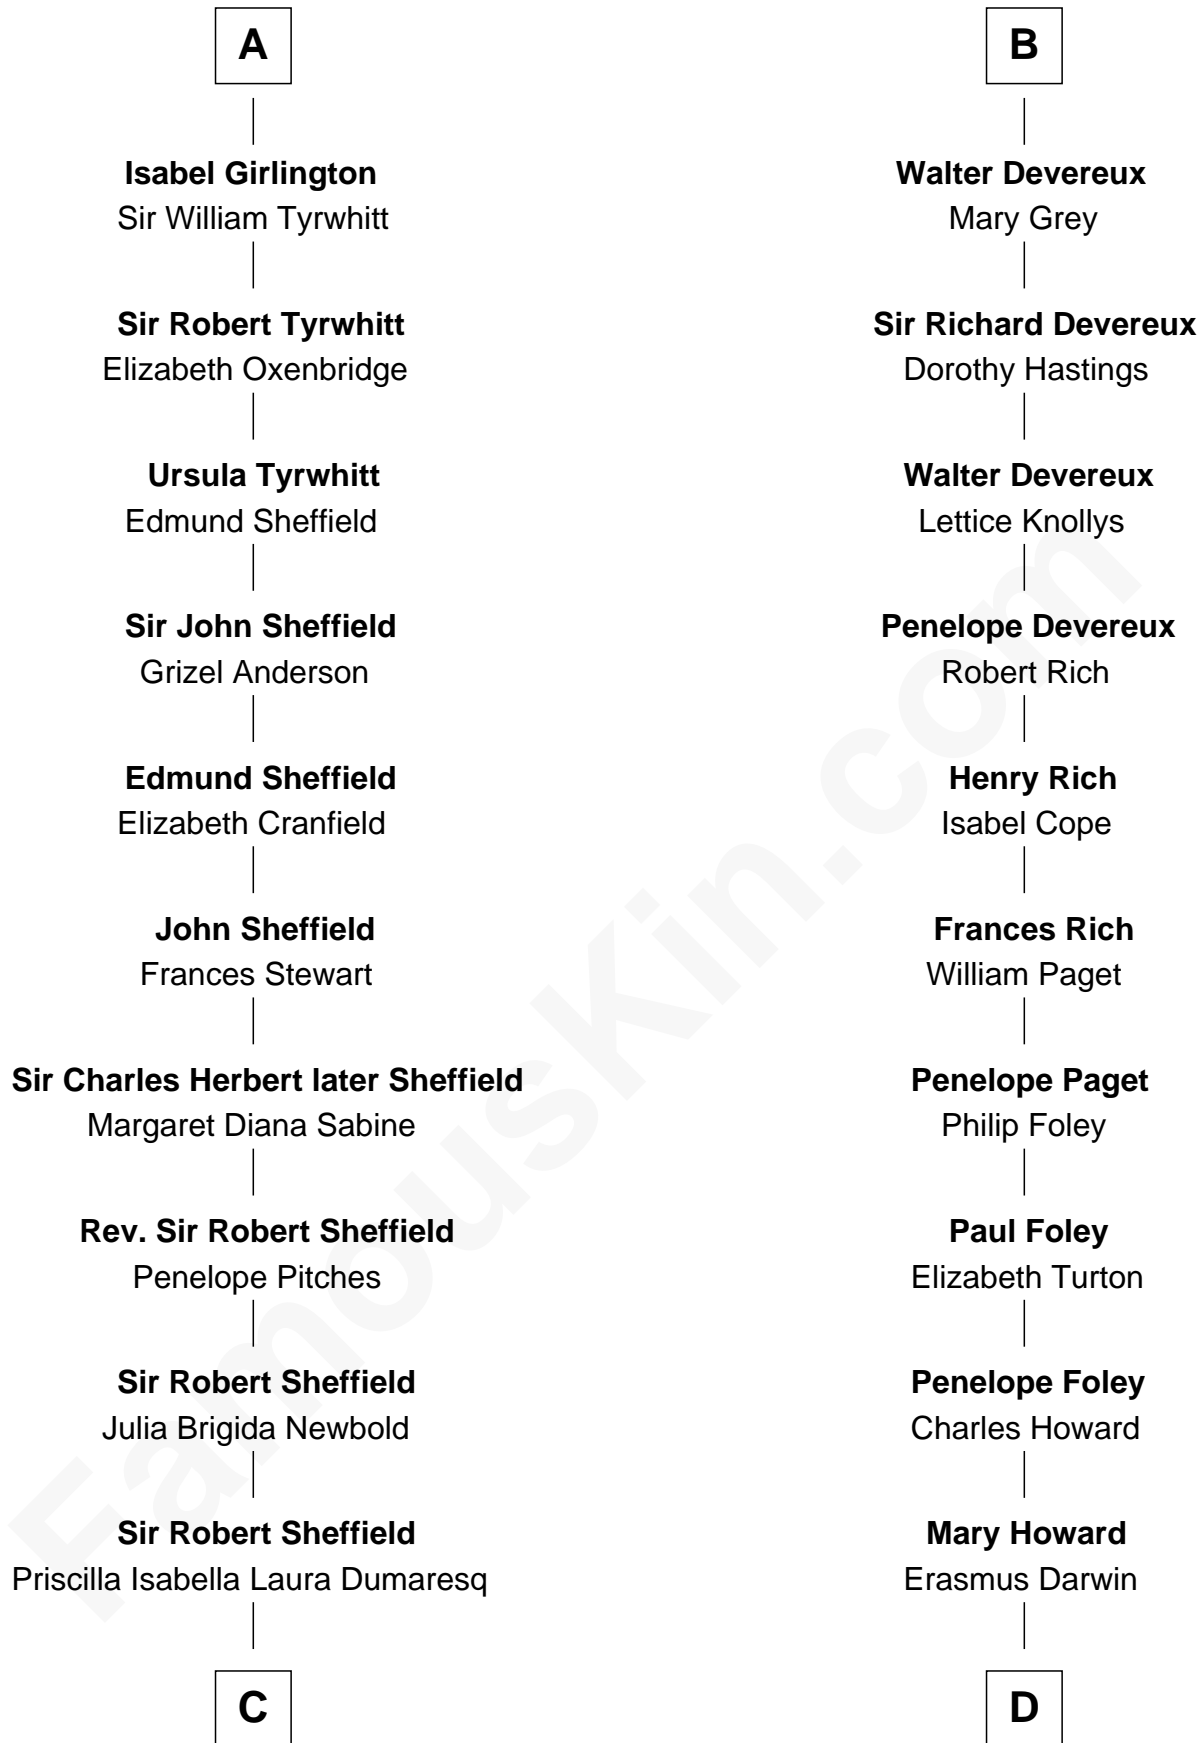 A
Isabel Girlington
Sir William Tyrwhitt
Sir Robert Tyrwhitt
Elizabeth Oxenbridge
Ursula Tyrwhitt
Edmund Sheffield
Sir John Sheffield
Grizel Anderson
Edmund Sheffield
Elizabeth Cranfield
John Sheffield
Frances Stewart
Sir Charles Herbert later Sheffield
Margaret Diana Sabine
Rev. Sir Robert Sheffield
Penelope Pitches
Sir Robert Sheffield
Julia Brigida Newbold
Sir Robert Sheffield
Priscilla Isabella Laura Dumaresq
C
B
Walter Devereux
Mary Grey
Sir Richard Devereux
Dorothy Hastings
Walter Devereux
Lettice Knollys
Penelope Devereux
Robert Rich
Henry Rich
Isabel Cope
Frances Rich
William Paget
Penelope Paget
Philip Foley
Paul Foley
Elizabeth Turton
Penelope Foley
Charles Howard
Mary Howard
Erasmus Darwin
D
FamousKin.com